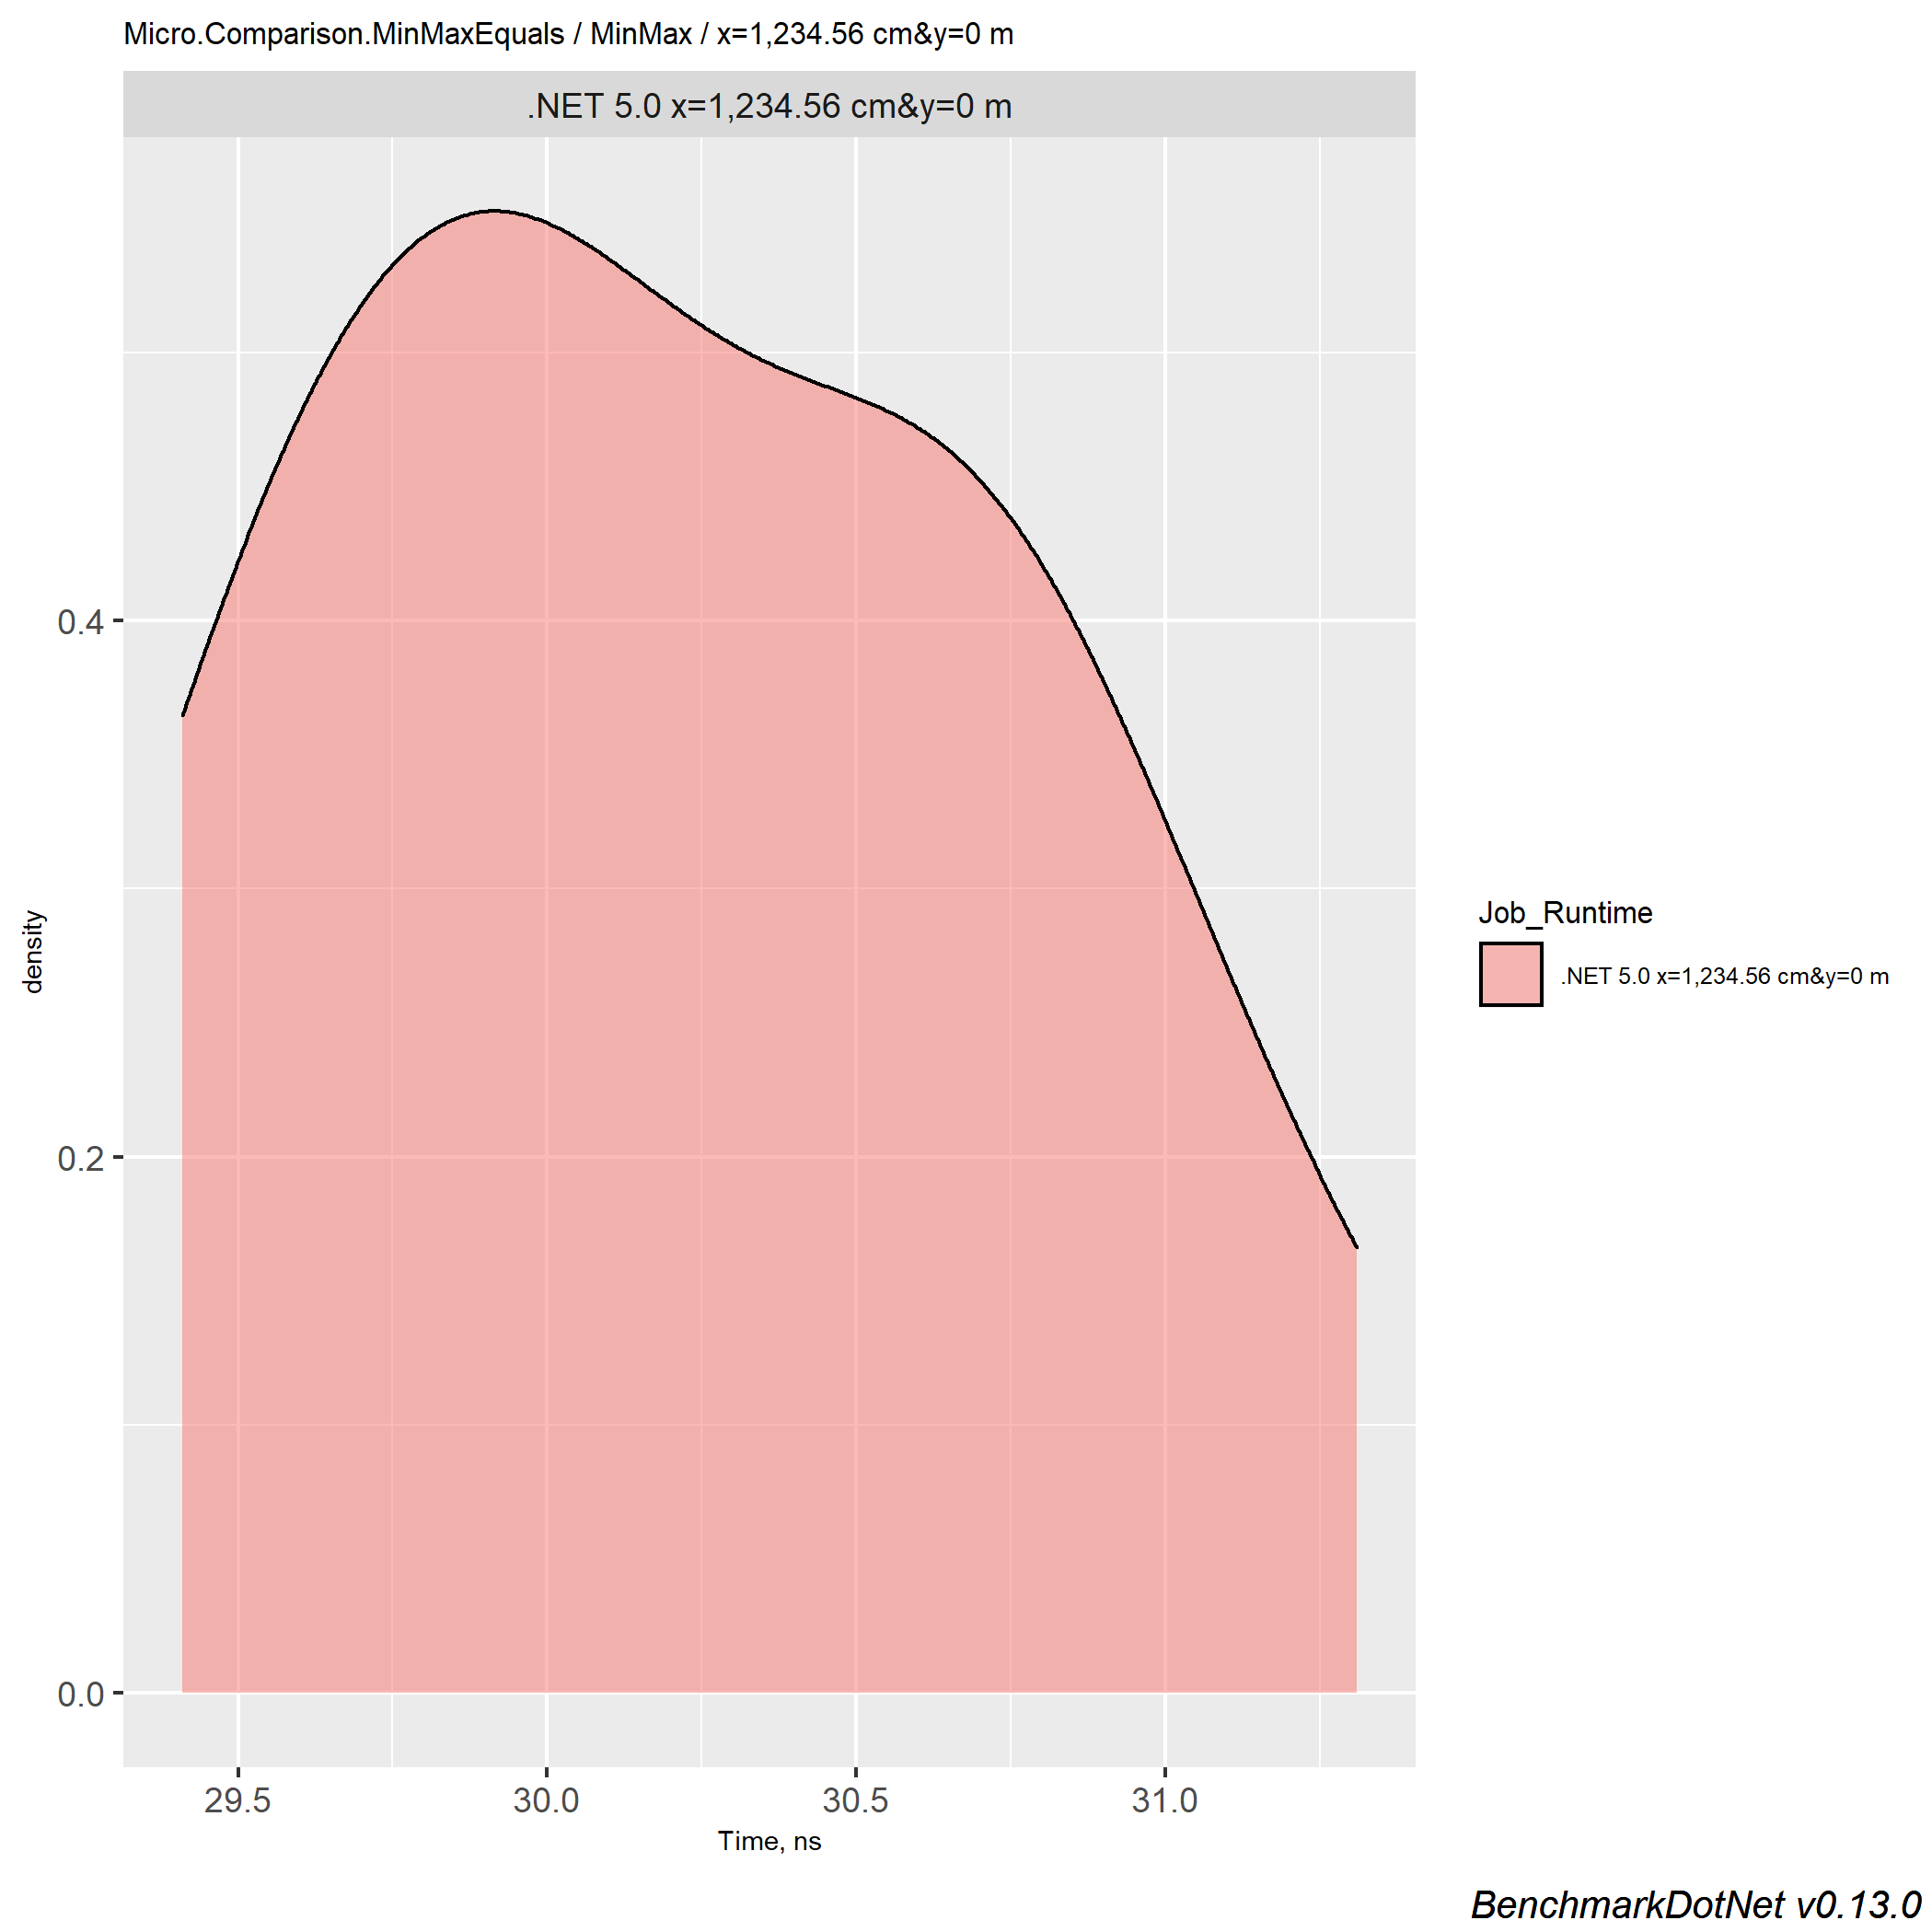 Micro.Comparison.MinMaxEquals / MinMax / x=1,234.56 cm&y=0 m
.NET 5.0 x=1,234.56 cm&y=0 m
density
0.4
0.2
0.0
29.5 30.0 30.5 31.0
Time, ns
Job_Runtime
.NET 5.0 x=1,234.56 cm&y=0 m
BenchmarkDotNet v0.13.0